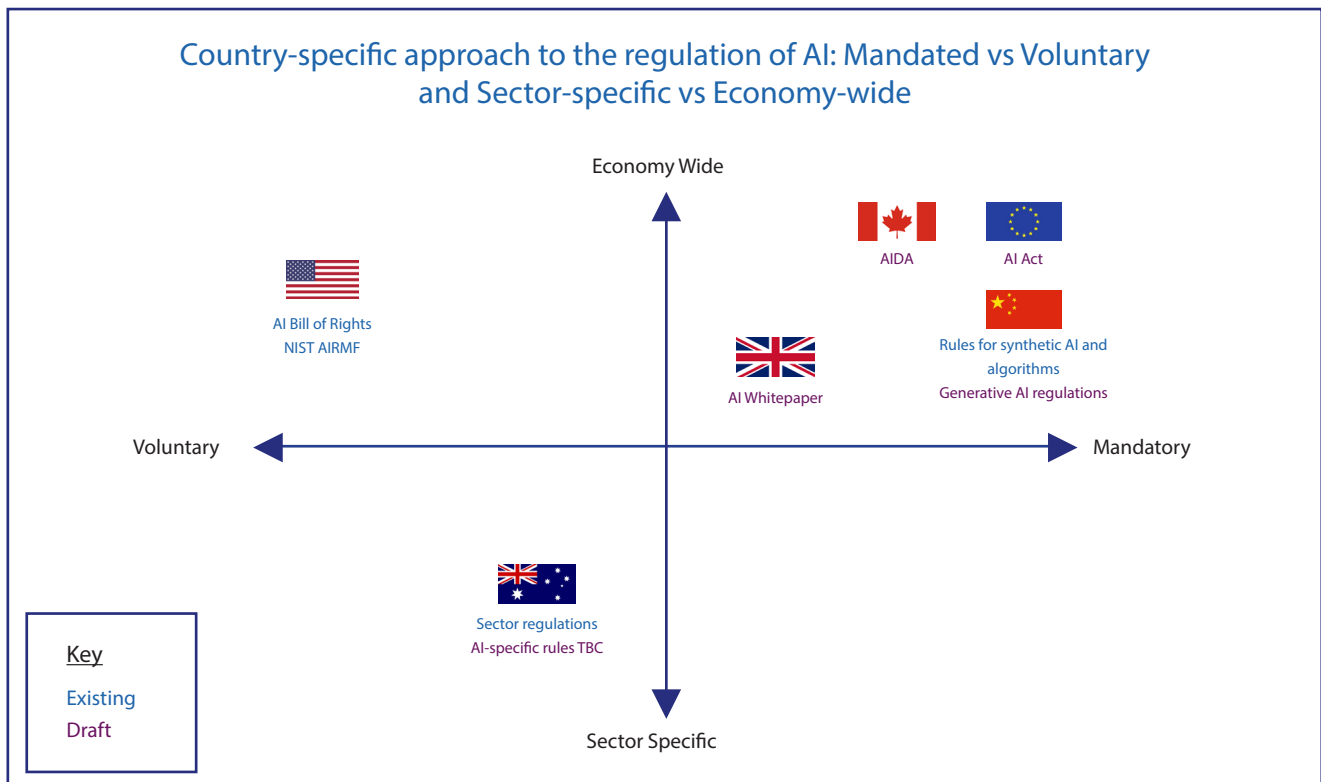 Country-specific approach to the regulation of AI: Mandated vs Voluntary
and Sector-specific vs Economy-wide
Economy Wide
AIDA
AI Act
AI Bill of Rights
NIST AIRMF
Rules for synthetic AI and
algorithms
Generative AI regulations
AI Whitepaper
Voluntary
Mandatory
Sector regulations
AI-specific rules TBC
Key
Existing
Draft
Sector Specific